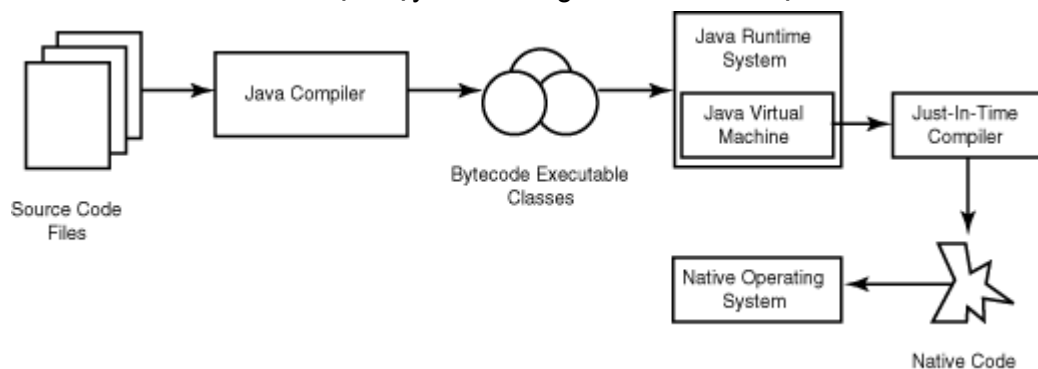 Java Runtime
System
Java Compiler
Java Virtual
Machine
Just-In-Time
Compiler
Bytecode Executable
Classes
Source Code
Files
Native Operating
System
Native Code